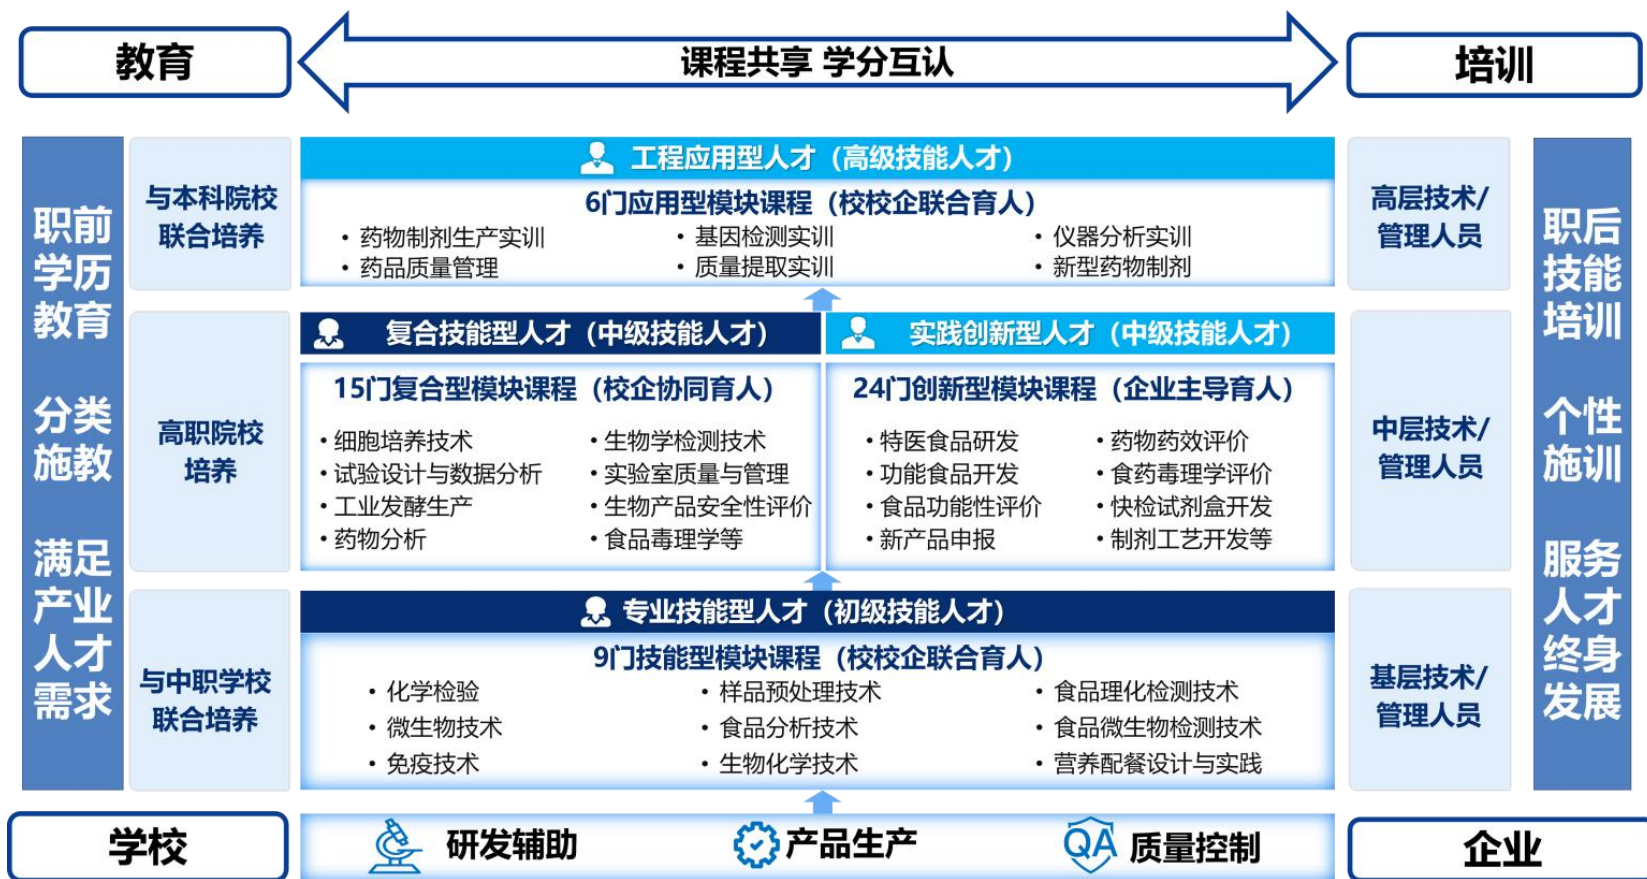 教育
课程共享 学分互认
培训
职前
学历
教育
分类
施教
满足
产业
人才
需求
与本科院校
联合培养
工程应用型人才（高级技能人才）
6门应用型模块课程（校校企联合育人）
• 药物制剂生产实训
• 基因检测实训
• 仪器分析实训
• 药品质量管理
• 质量提取实训
• 新型药物制剂
高层技术/
管理人员
高职院校
培养
复合技能型人才（中级技能人才）
15门复合型模块课程（校企协同育人）
• 细胞培养技术
• 生物学检测技术
• 试验设计与数据分析
• 实验室质量与管理
• 工业发酵生产
• 生物产品安全性评价
• 药物分析
• 食品毒理学等
实践创新型人才（中级技能人才）
24门创新型模块课程（企业主导育人）
• 特医食品研发
• 药物药效评价
• 功能食品开发
• 食药毒理学评价
• 食品功能性评价
• 快检试剂盒开发
• 新产品申报
• 制剂工艺开发等
中层技术/
管理人员
与中职学校
联合培养
专业技能型人才（初级技能人才）
9门技能型模块课程（校校企联合育人）
• 化学检验
• 样品预处理技术
• 食品理化检测技术
• 微生物技术
• 食品分析技术
• 食品微生物检测技术
• 免疫技术
• 生物化学技术
• 营养配餐设计与实践
基层技术/
管理人员
职后
技能
培训
个性
施训
服务
人才
终身
发展
学校
研发辅助
产品生产
QA 质量控制
企业